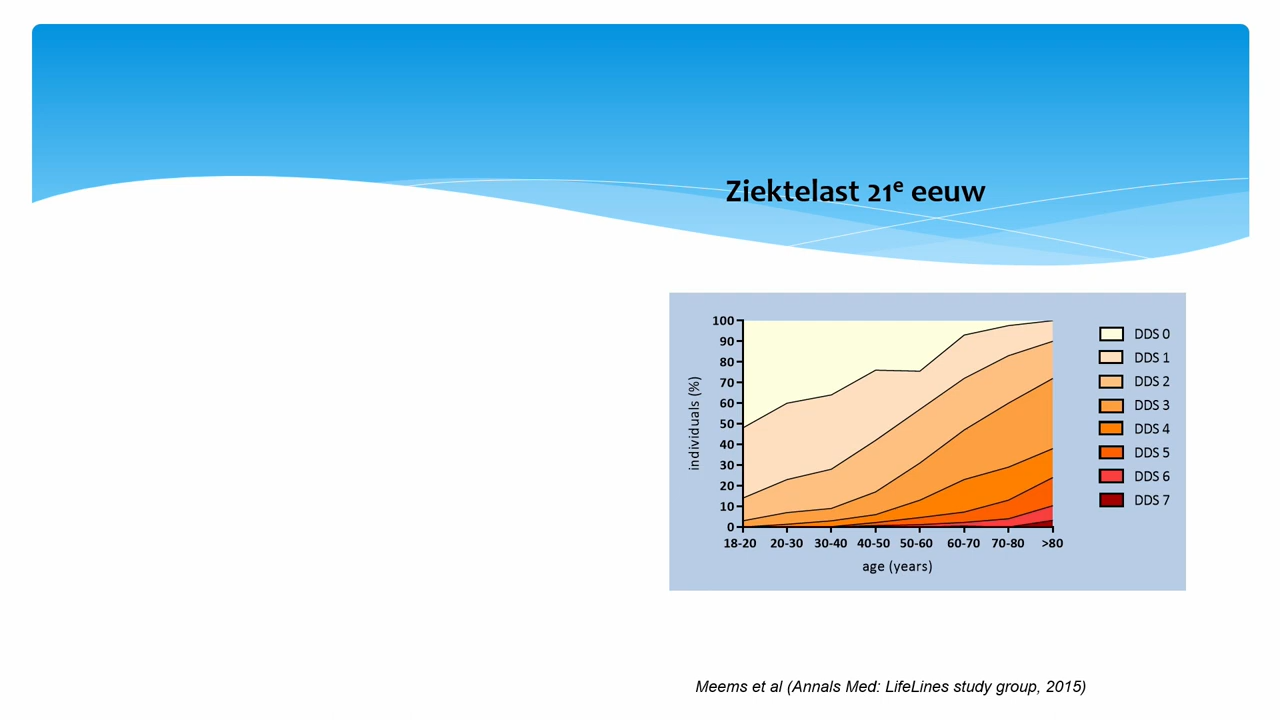 Ziektelast 21e eeuw
100
90
80
70
60
50
40
30
20
10
0
individuals (%)
18-20 20-30 30-40 40-50 50-60 60-70 70-80 >80
age (years)
DDS 0
DDS 1
DDS 2
DDS 3
DDS 4
DDS 5
DDS 6
DDS 7
Meems et al (Annals Med: LifeLines study group, 2015)